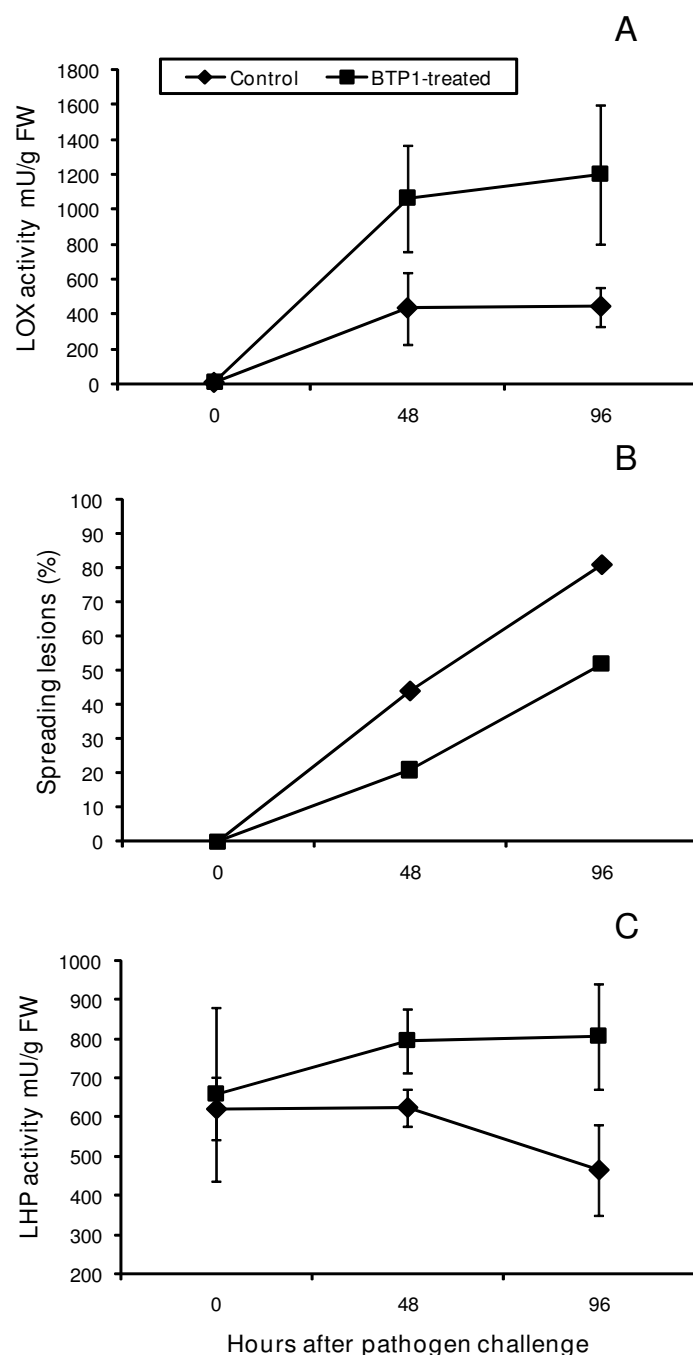 A
Control BTP1-treated
LOX activity mU/g FW
1800
1600
1400
1200
1000
800
600
400
200
0
0 48 96
B
Spreading lesions (%)
100
90
80
70
60
50
40
30
20
10
0
0 48 96
C
LHP activity mU/g FW
1000
900
800
700
600
500
400
300
200
0 48 96
Hours after pathogen challenge